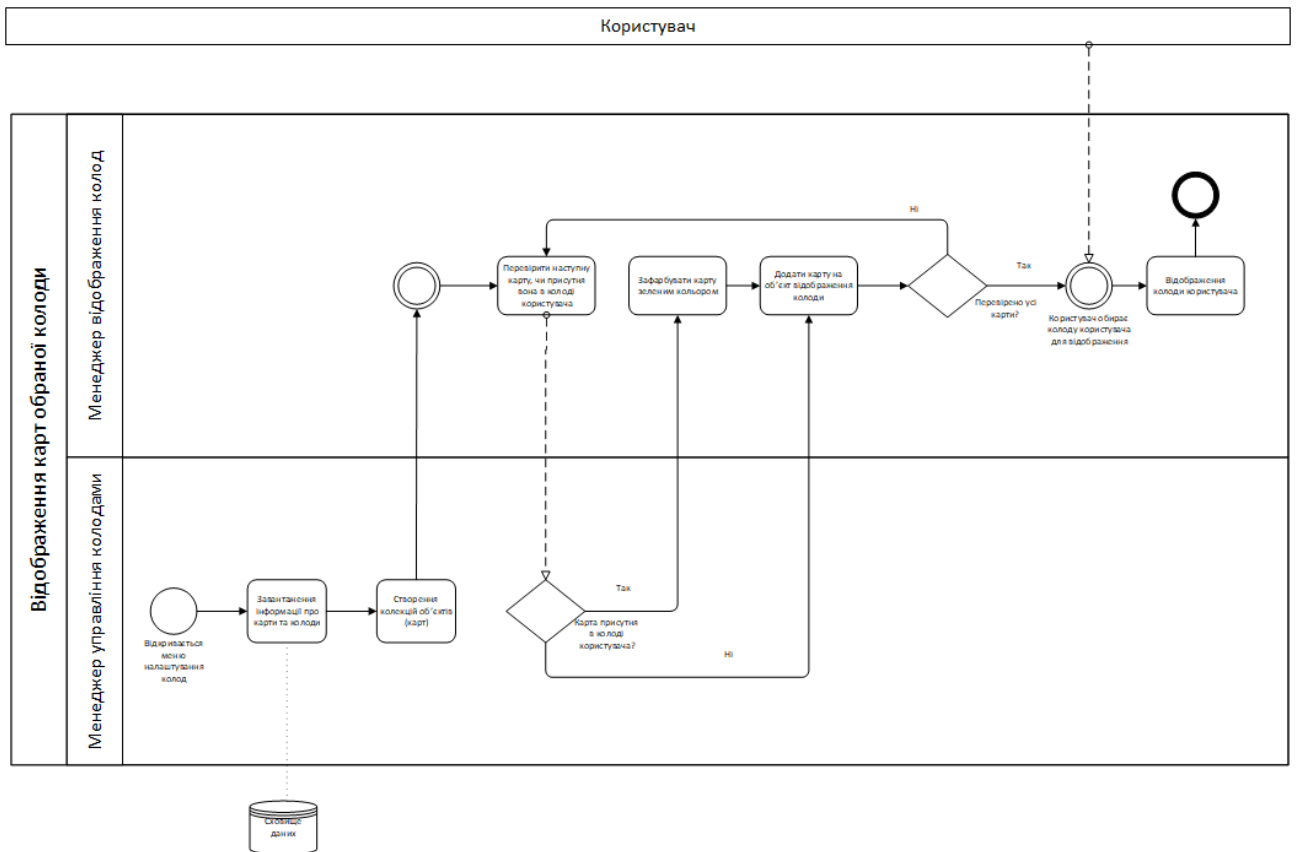 Користувач
Відображення карт обраної колоди
Менеджер відображення колод
Ні
Перевірити наступну
карту, чи присутня
вона в колоді
користувача
Зафарбувати карту
зеленим кольором
Додати карту на
об'єкт відображення
колоди
Так
Перевірено усі
карти?
Користувач обирає
колоду користувача
для відображення
Відображення
колоди користувача
Менеджер управління колодами
Відкривається
меню
налаштування
колод
Завантаження
інформації про
карти та колоди
Створення
колекцій об'єктів
(карт)
Так
Карта присутня
в колоді
користувача?
Ні
Сховище
даних